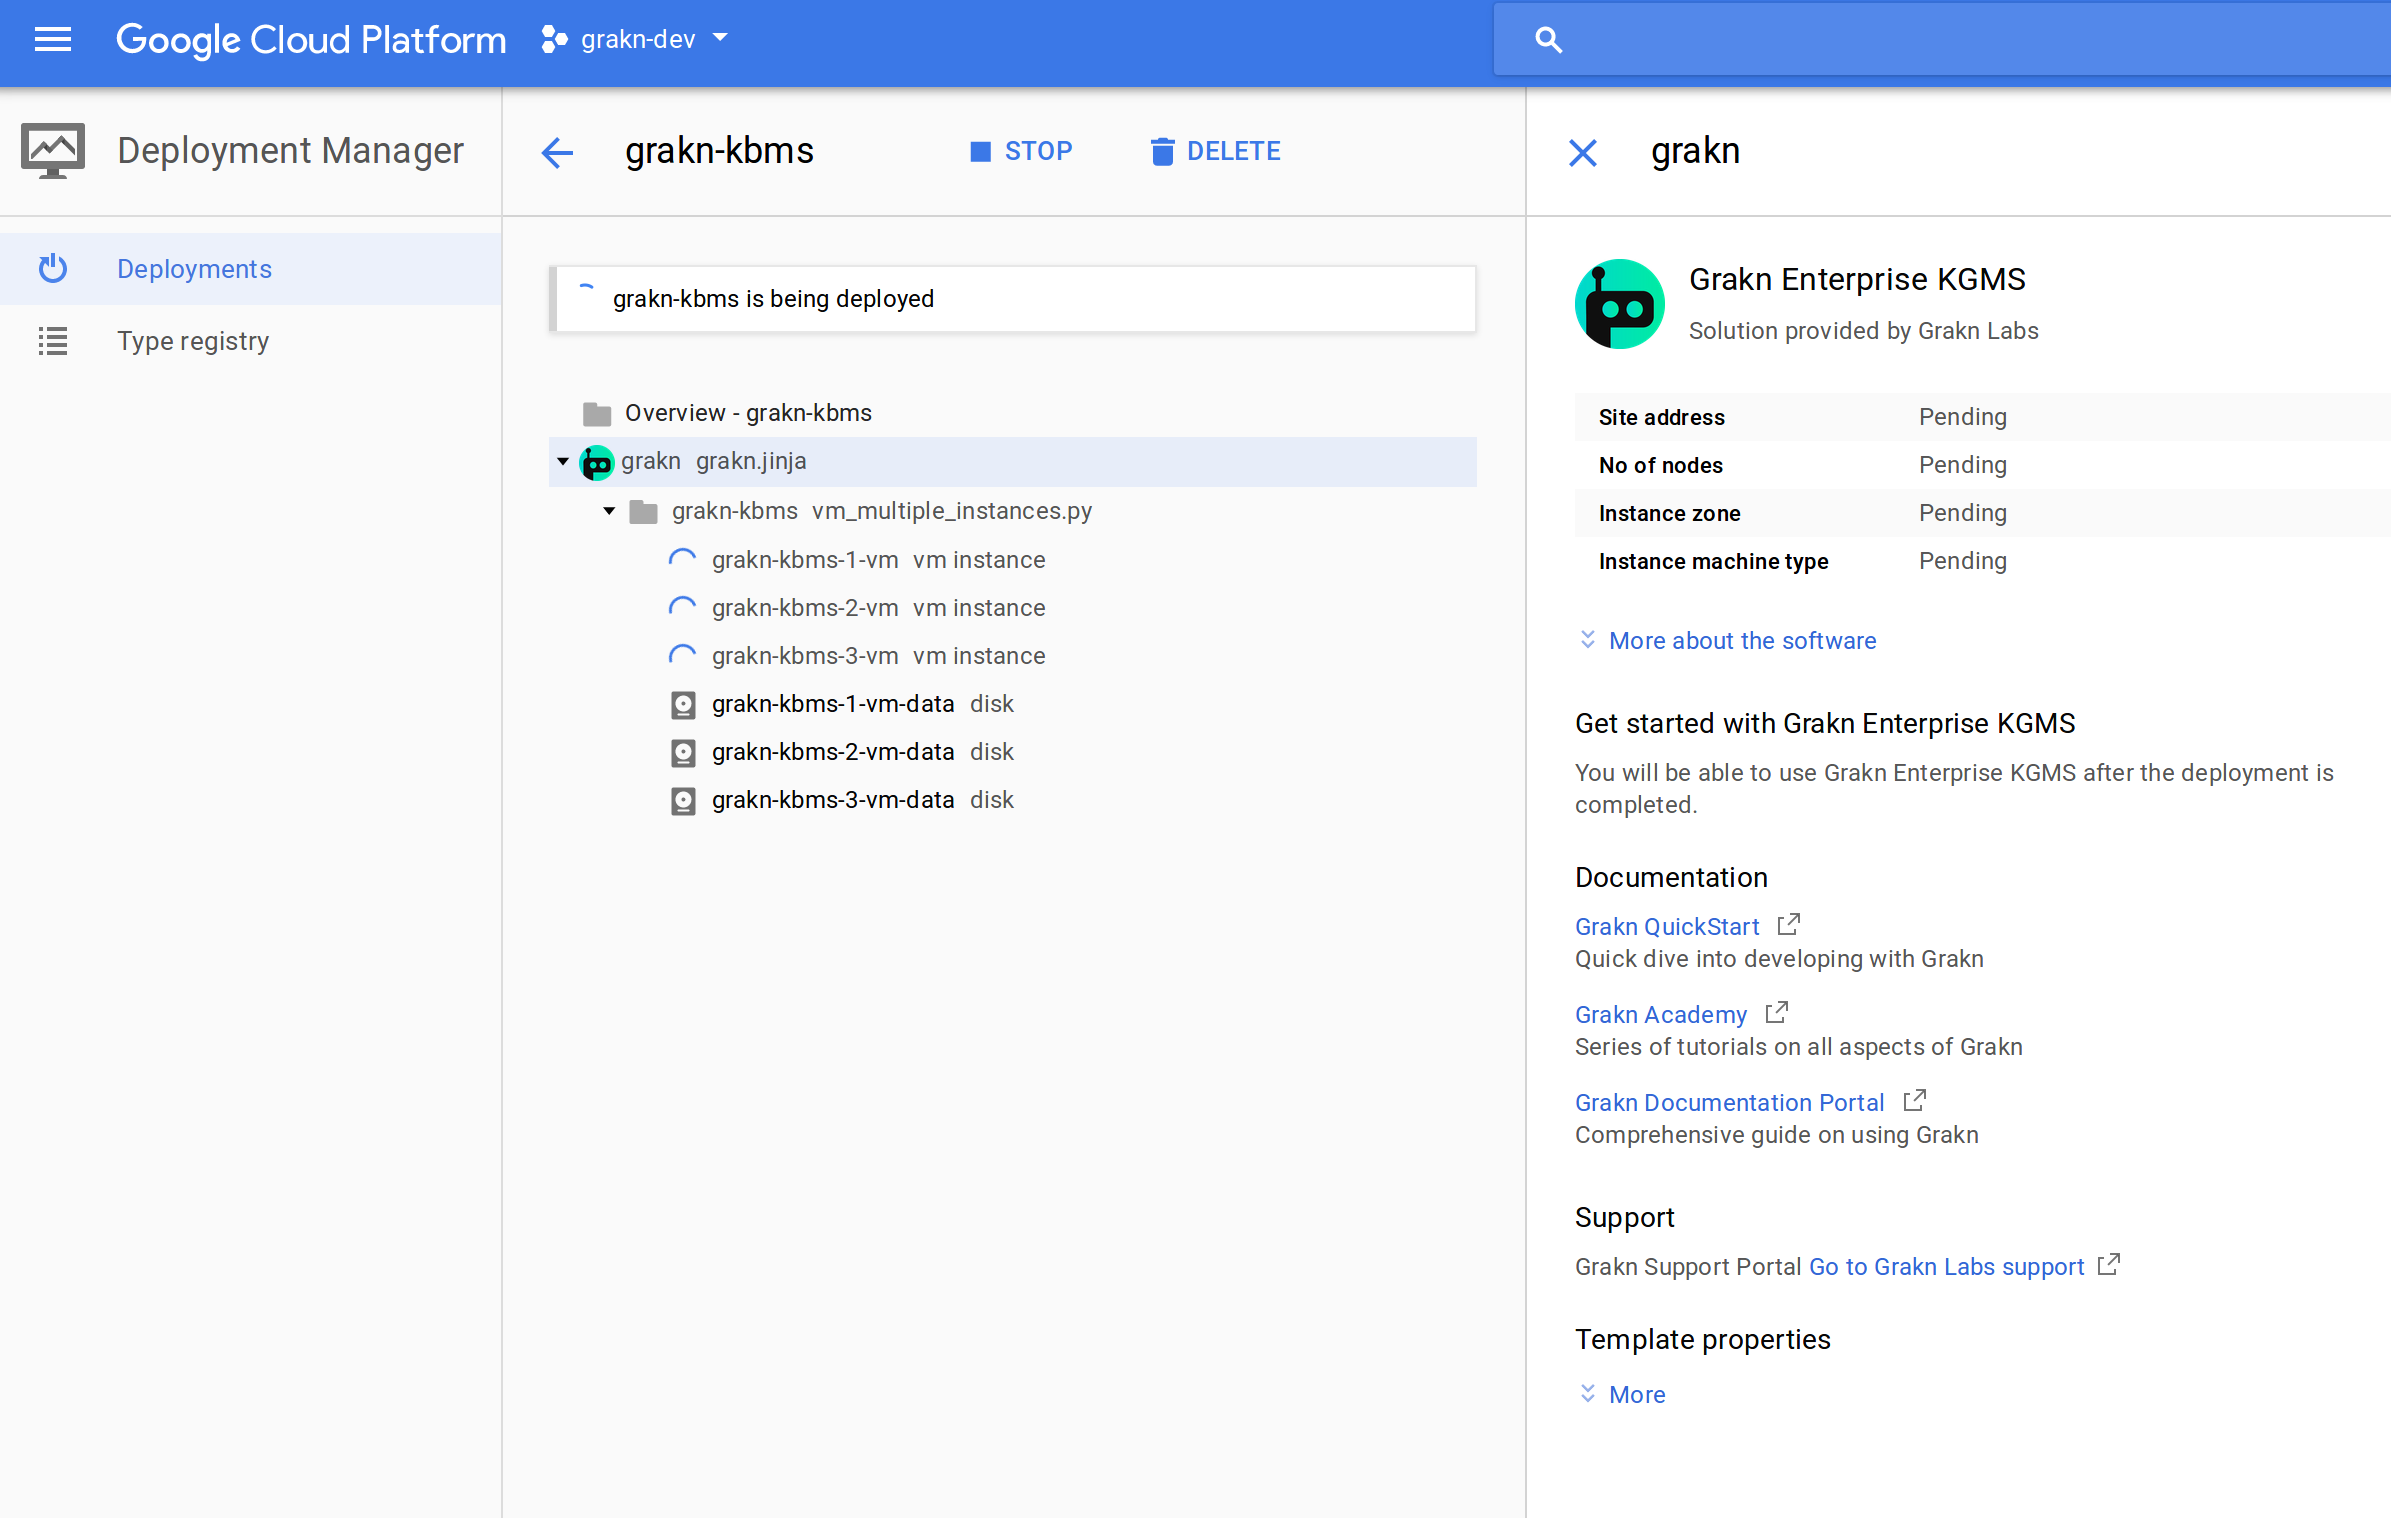 Google Cloud Platform grakn-dev
Deployment Manager
Deployments
Type registry
grakn-kbms STOP DELETE
grakn-kbms is being deployed
Overview - grakn-kbms
grakn grakn.jinja
grakn-kbms vm_multiple_instances.py
grakn-kbms-1-vm vm instance
grakn-kbms-2-vm vm instance
grakn-kbms-3-vm vm instance
grakn-kbms-1-vm-data disk
grakn-kbms-2-vm-data disk
grakn-kbms-3-vm-data disk
grakn
Grakn Enterprise KGMS
Solution provided by Grakn Labs
Site address Pending
No of nodes Pending
Instance zone Pending
Instance machine type Pending
More about the software
Get started with Grakn Enterprise KGMS
You will be able to use Grakn Enterprise KGMS after the deployment is
completed.
Documentation
Grakn QuickStart
Quick dive into developing with Grakn
Grakn Academy
Series of tutorials on all aspects of Grakn
Grakn Documentation Portal
Comprehensive guide on using Grakn
Support
Grakn Support Portal Go to Grakn Labs support
Template properties
More